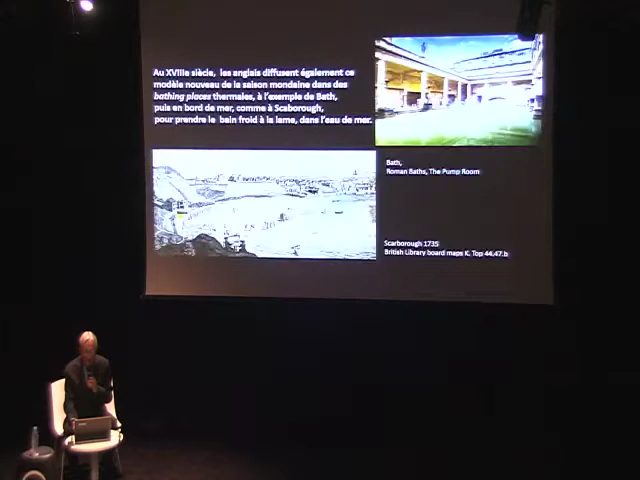 Au XVIIIe siècle, les anglais diffusent également ce
modèle nouveau de la saison mondaine dans des
bathing places thermales, à l'exemple de Bath,
puis en bord de mer, comme à Scaborough,
pour prendre le bain froid à la lame, dans l'eau de mer.
Bath,
Roman Baths, The Pump Room
Scarborough 1735
British Library board maps K. Top 44.47.b